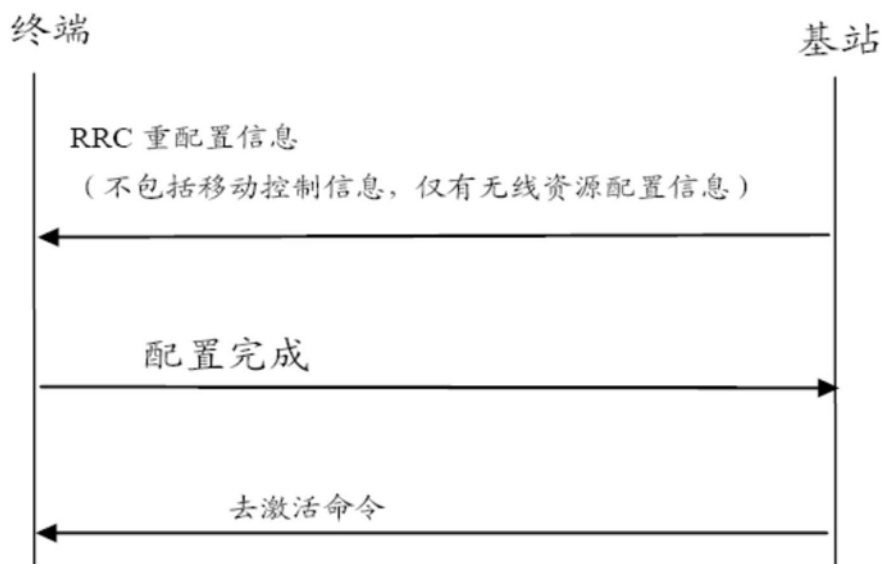 终端
基站
RRC 重配置信息
（不包括移动控制信息，仅有无线资源配置信息）
配置完成
去激活命令